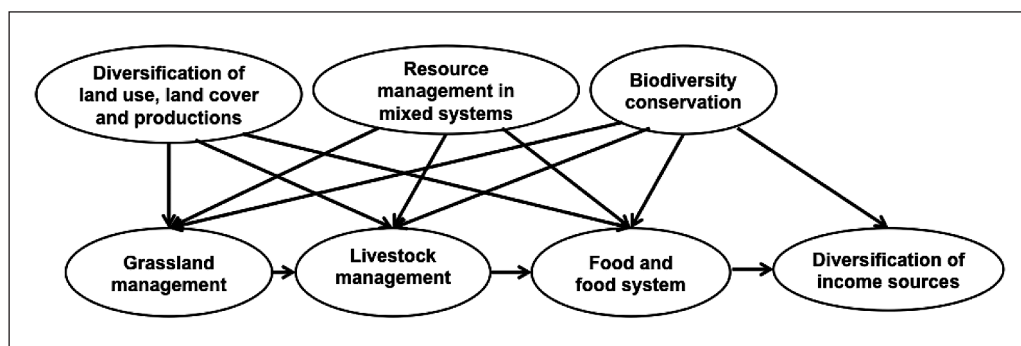 Diversification of
land use, land cover
and productions
Resource
management in
mixed systems
Biodiversity
conservation
Grassland
management
Livestock
management
Food and
food system
Diversification of
income sources